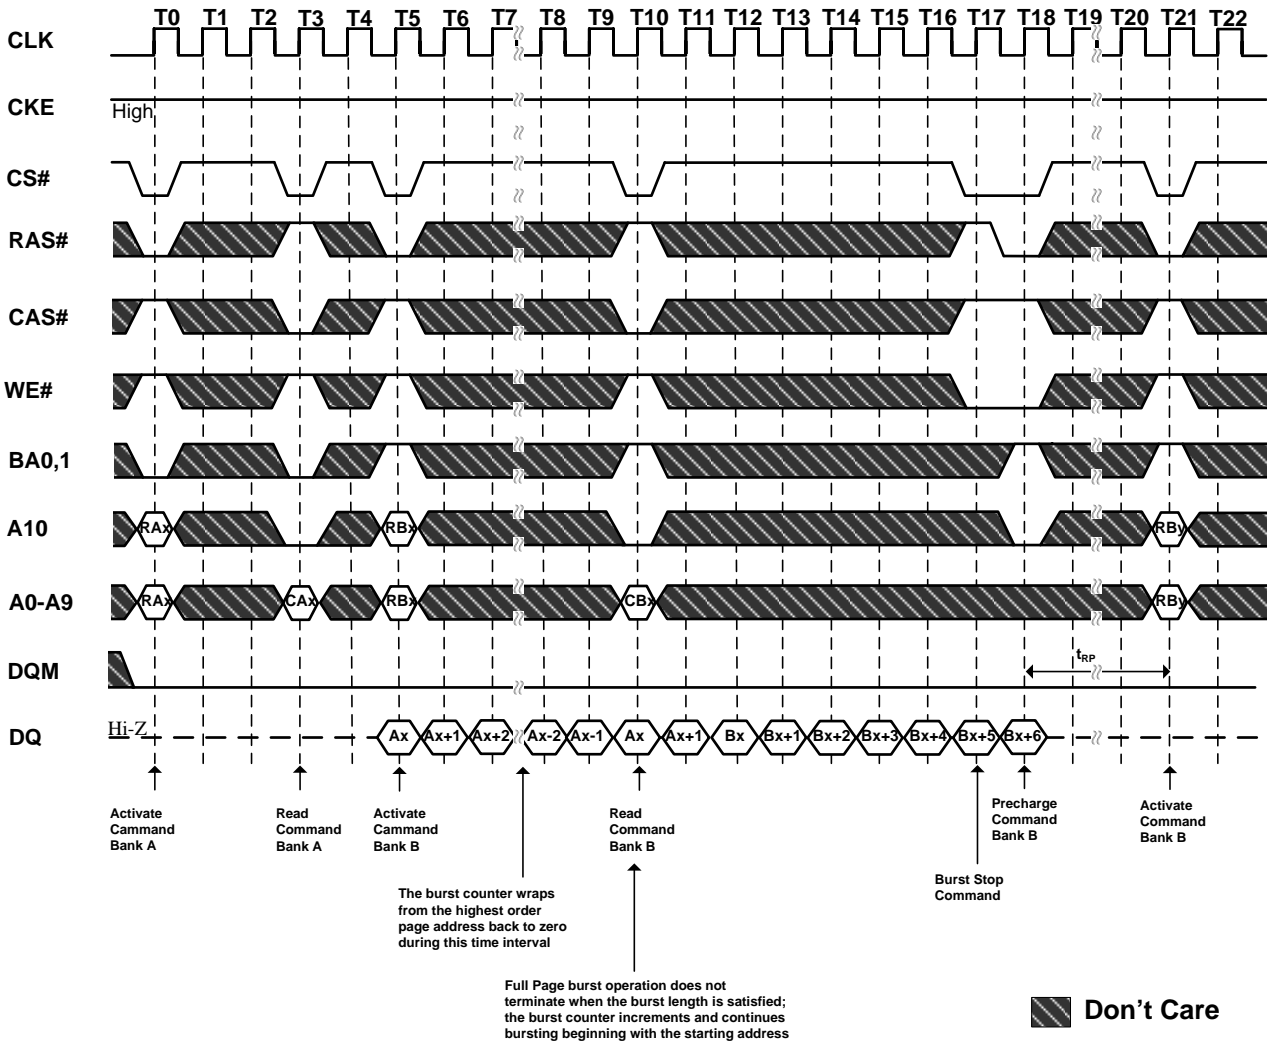 T0 T1 T2 T3 T4 T5 T6 T7 T8 T9 T10 T11 T12 T13 T14 T15 T16 T17 T18 T19 T20 T21 T22
CLK
CKE
High
CS#
RAS#
CAS#
WE#
BA0,1
A10
RAx RBx RBy
A0-A9
RAx CAx RBx CBx RBy
DQM
tRP
DQ
Hi-Z
Ax Ax+1 Ax+2 Ax-2 Ax-1 Ax Ax+1 Bx Bx+1 Bx+2 Bx+3 Bx+4 Bx+5 Bx+6
Activate
Cammand
Bank A
Read
Command
Bank A
Activate
Cammand
Bank B
Read
Command
Bank B
Precharge
Command
Bank B
Activate
Command
Bank B
Burst Stop
Command
The burst counter wraps
from the highest order
page address back to zero
during this time interval
Full Page burst operation does not
terminate when the burst length is satisfied;
the burst counter increments and continues
bursting beginning with the starting address
Don't Care